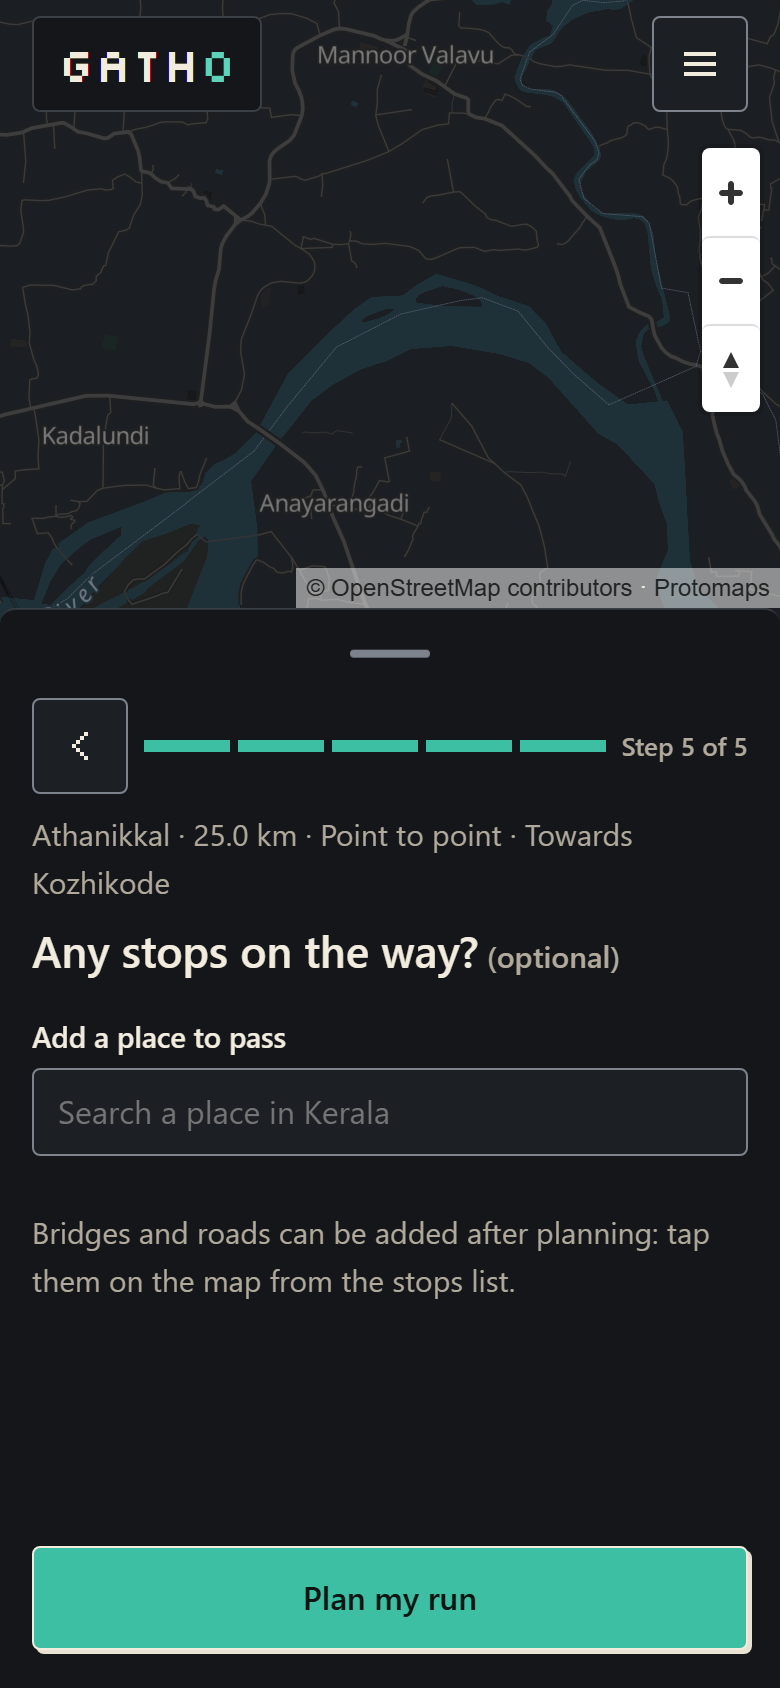 GATHO
Mannoor Valavu
Kadalundi
Anayarangadi
© OpenStreetMap contributors · Protomaps
Step 5 of 5
Athanikkal · 25.0 km · Point to point · Towards
Kozhikode
Any stops on the way? (optional)
Add a place to pass
Search a place in Kerala
Bridges and roads can be added after planning: tap
them on the map from the stops list.
Plan my run